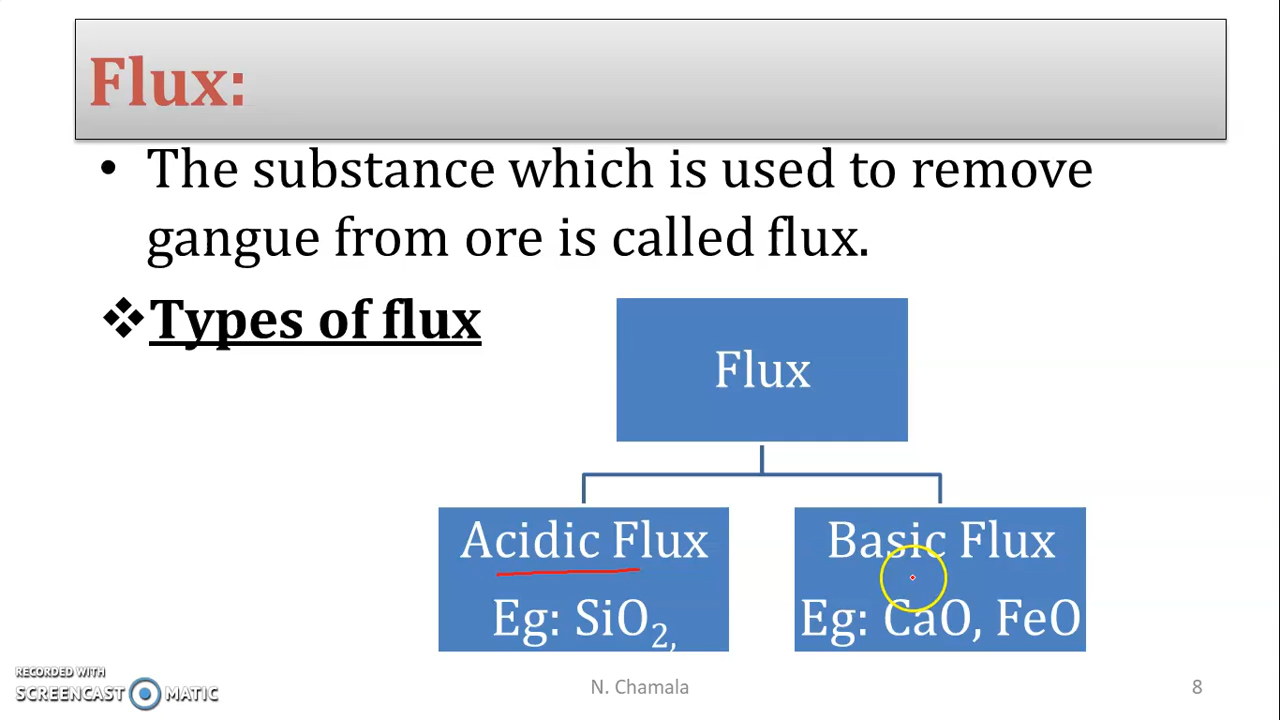 Flux:
• The substance which is used to remove
gangue from ore is called flux.
❖Types of flux
Flux
Acidic Flux
Eg: SiO₂,
Basic Flux
Eg: CaO, FeO
RECORDED WITH
SCREENCAST MATIC
N. Chamala
8